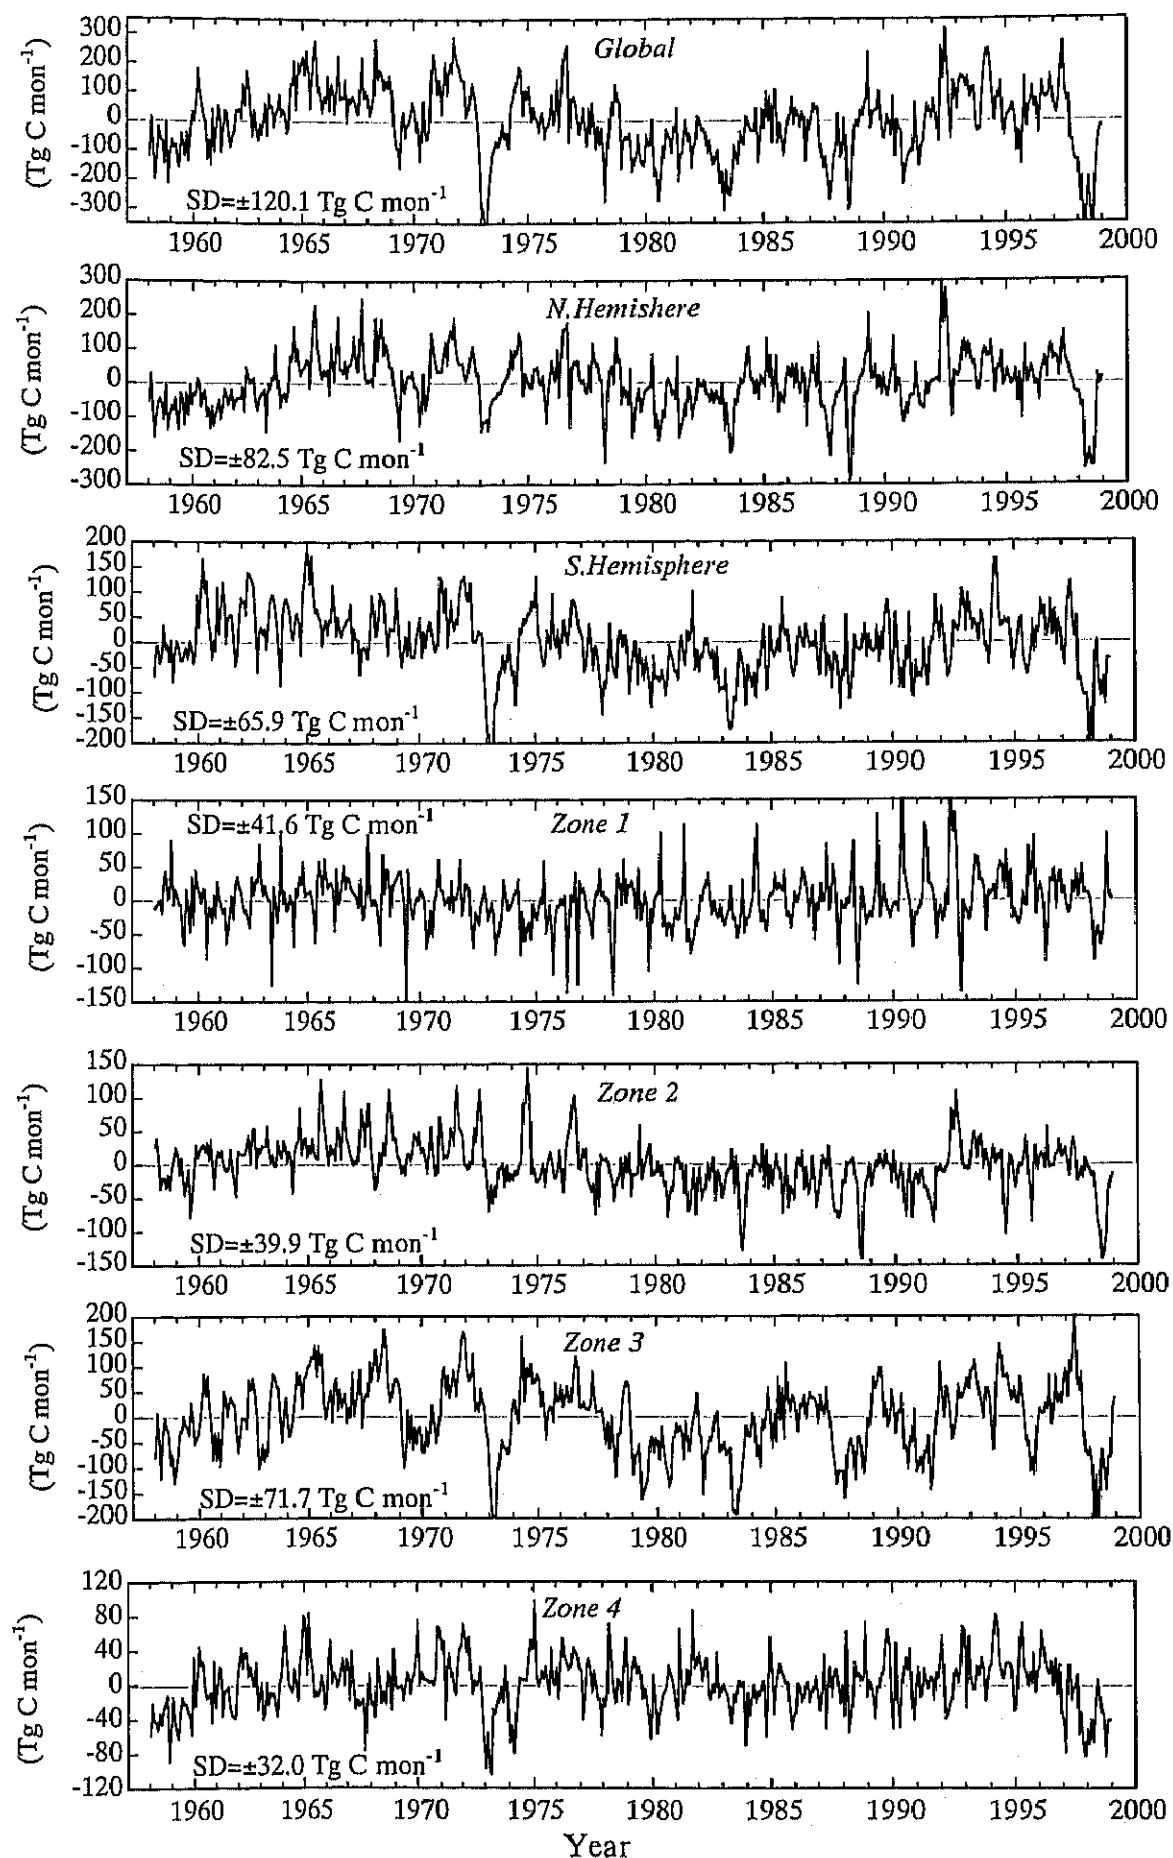 300
200
100
0
-100
-200
-300
(Tg C mon-1)
Global
SD=±120.1 Tg C mon-1
1960 1965 1970 1975 1980 1985 1990 1995 2000
300
200
100
0
-100
-200
-300
(Tg C mon-1)
N.Hemishere
SD=±82.5 Tg C mon-1
1960 1965 1970 1975 1980 1985 1990 1995 2000
200
150
100
50
0
-50
-100
-150
-200
(Tg C mon-1)
S.Hemisphere
SD=±65.9 Tg C mon-1
1960 1965 1970 1975 1980 1985 1990 1995 2000
150
100
50
0
-50
-100
-150
(Tg C mon-1)
SD=±41.6 Tg C mon-1
Zone 1
1960 1965 1970 1975 1980 1985 1990 1995 2000
150
100
50
0
-50
-100
-150
(Tg C mon-1)
Zone 2
SD=±39.9 Tg C mon-1
1960 1965 1970 1975 1980 1985 1990 1995 2000
200
150
100
50
0
-50
-100
-150
-200
(Tg C mon-1)
Zone 3
SD=±71.7 Tg C mon-1
1960 1965 1970 1975 1980 1985 1990 1995 2000
120
80
40
0
-40
-80
-120
(Tg C mon-1)
Zone 4
SD=±32.0 Tg C mon-1
1960 1965 1970 1975 1980 1985 1990 1995 2000
Year